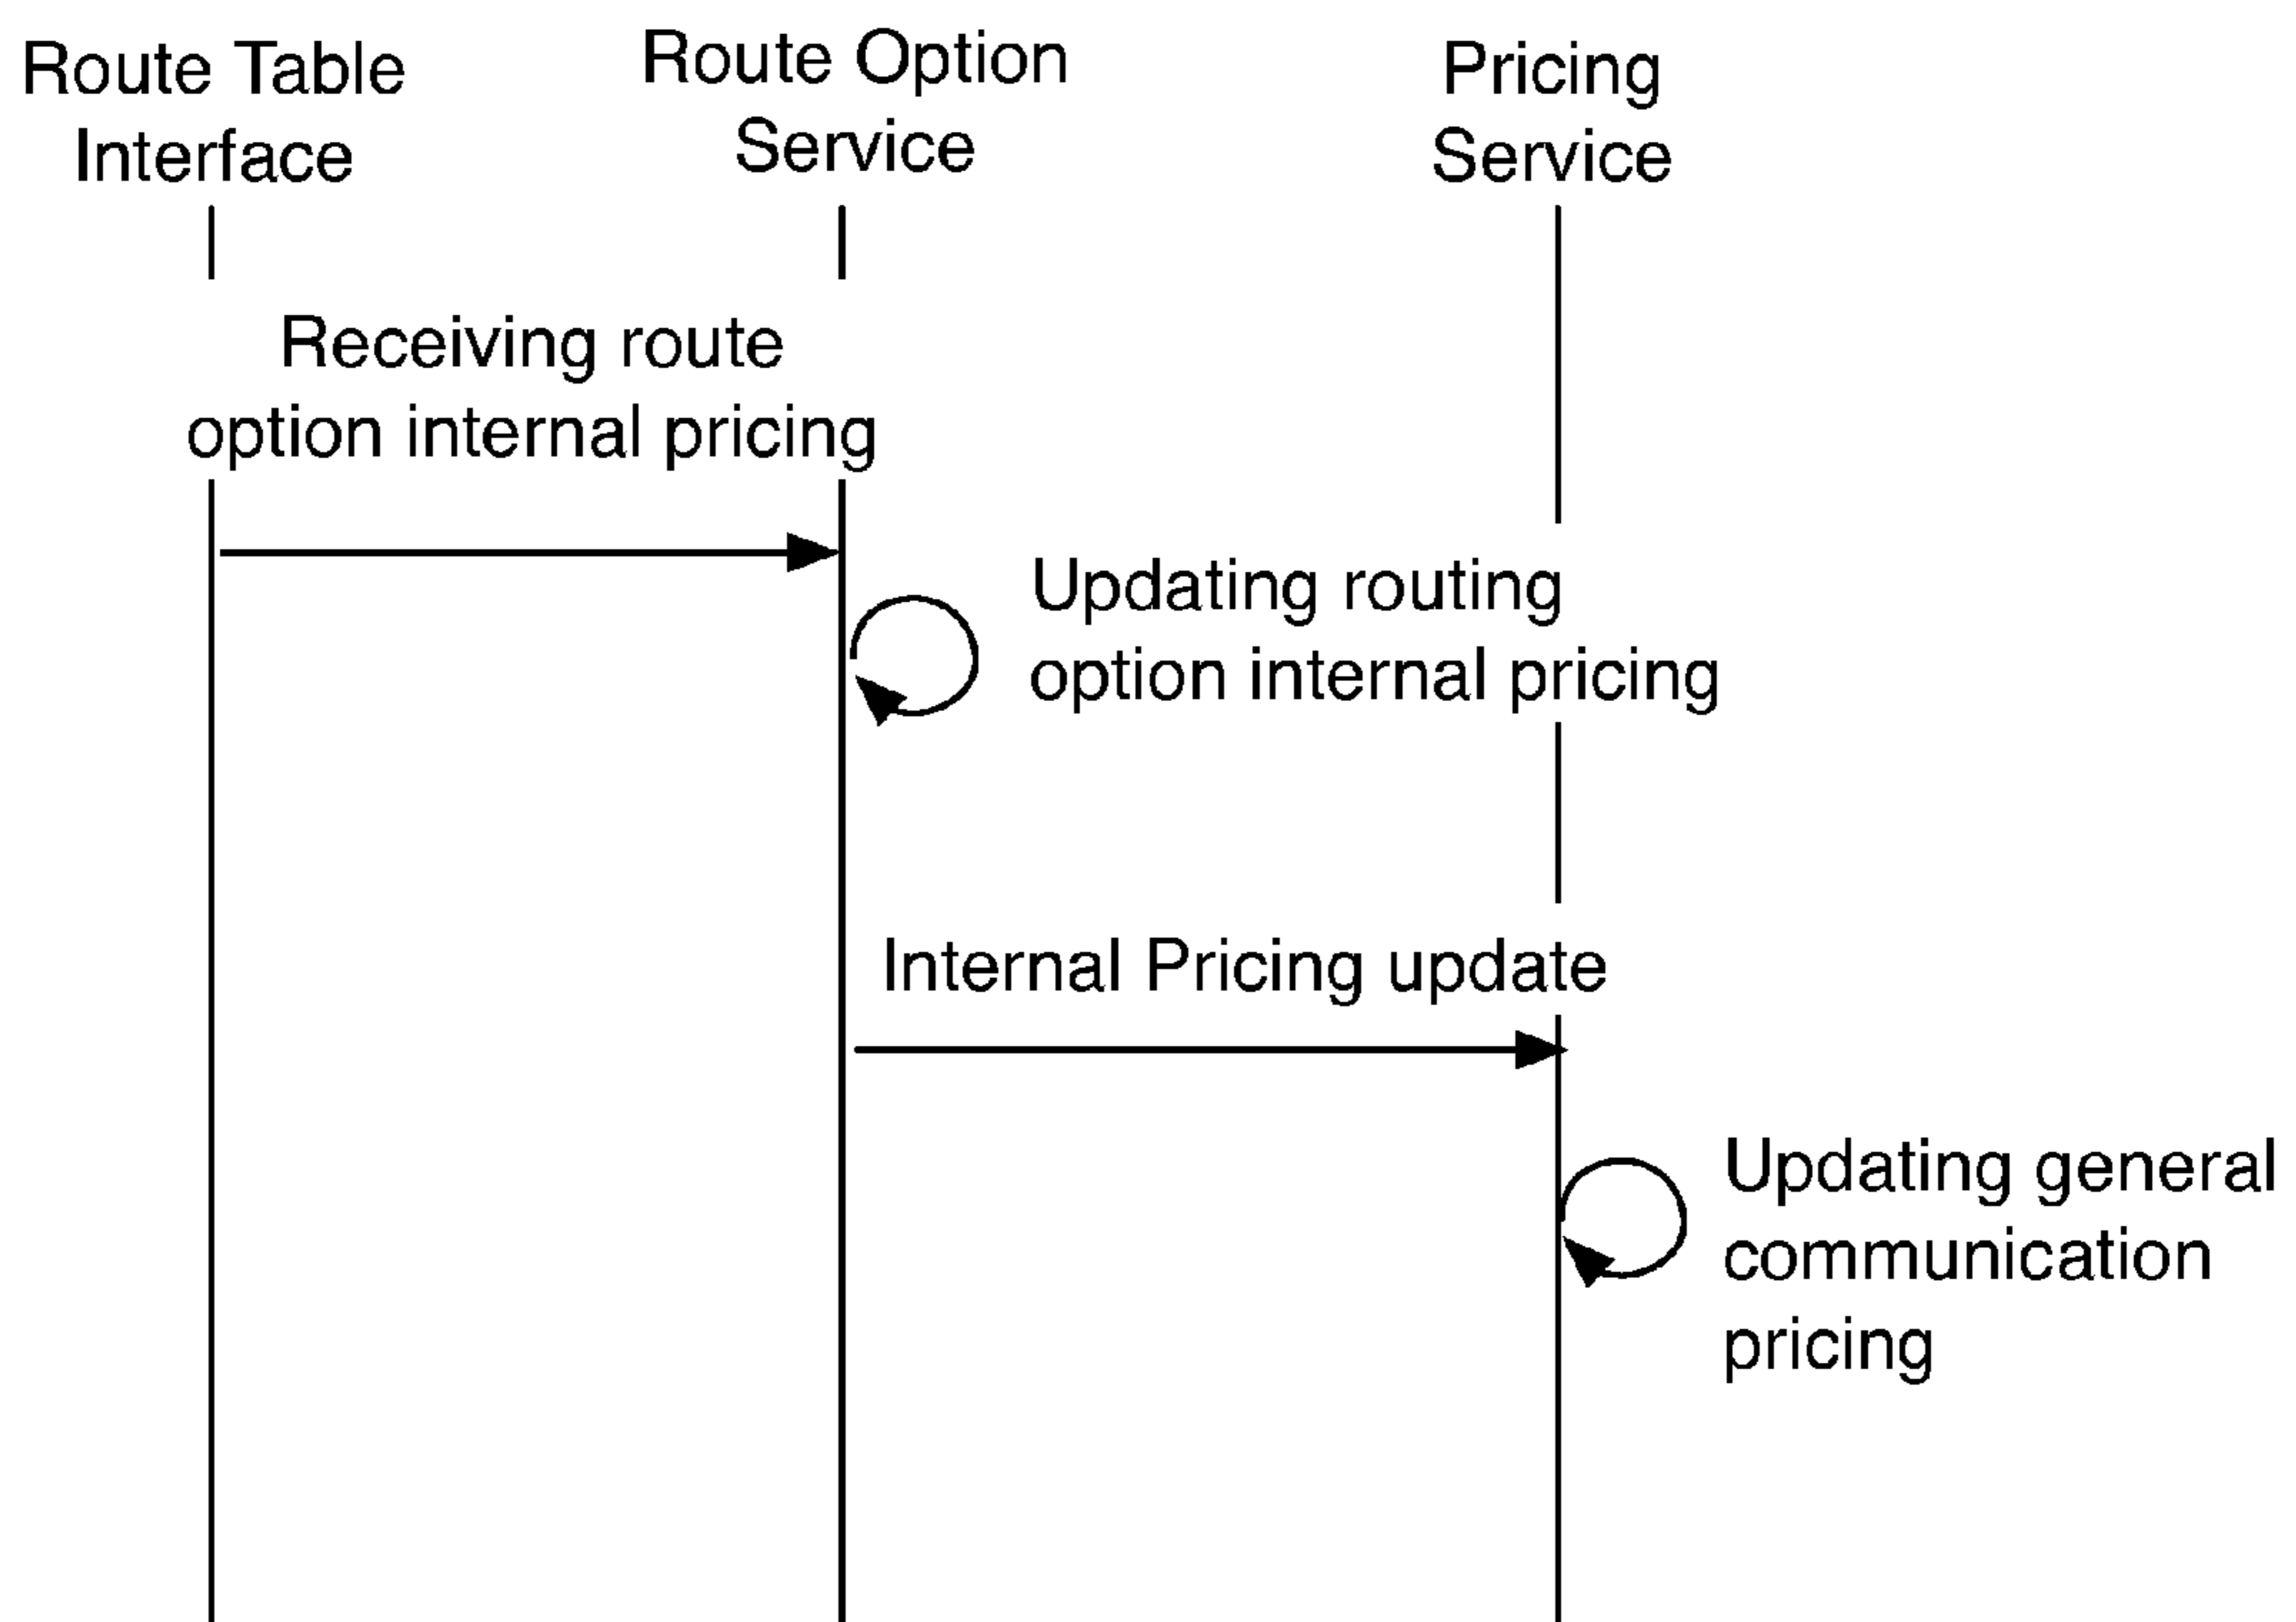 Route Table
Interface
Route Option
Service
Pricing
Service
Receiving route
option internal pricing
Updating routing
option internal pricing
Internal Pricing update
Updating general
communication
pricing